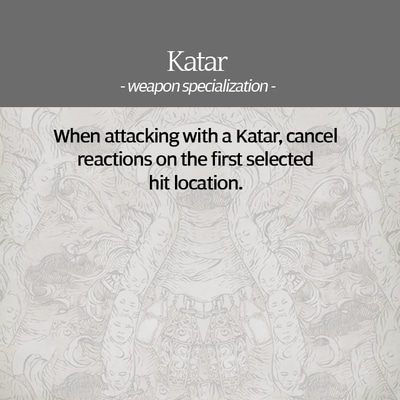 Katar
- weapon specialization -
When attacking with a Katar, cancel
reactions on the first selected
hit location.